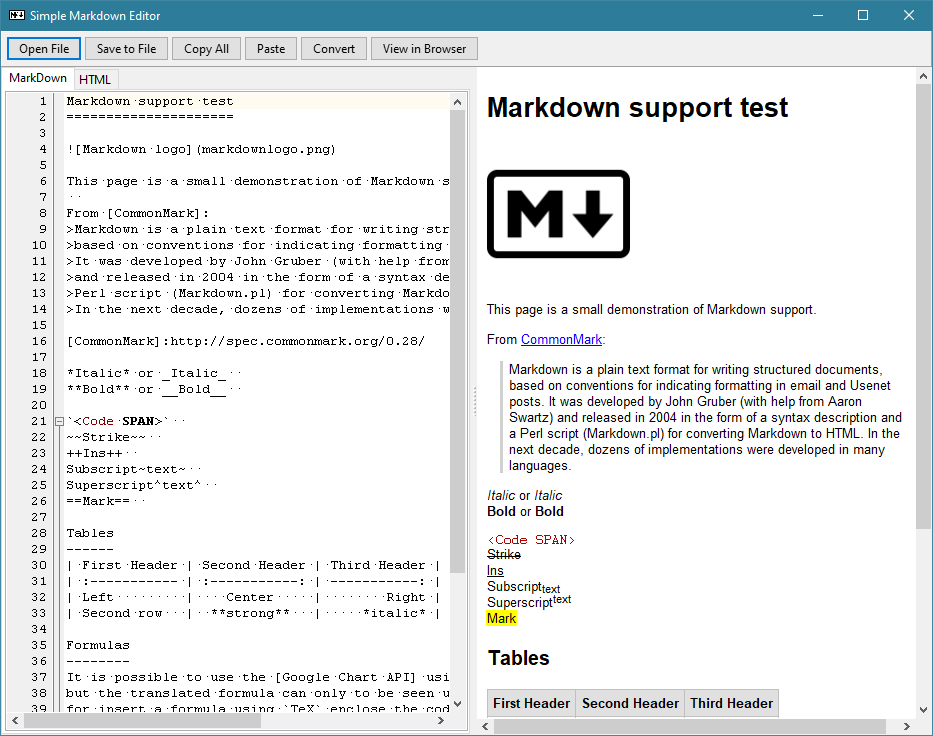 Simple Markdown Editor
Open File Save to File Copy All Paste Convert View in Browser
MarkDown HTML
1 Markdown support test
2 =====================
3
4 ![Markdown logo](markdownlogo.png)
5
6 This page is a small demonstration of Markdown s
7
8 From [CommonMark]:
9 >Markdown is a plain text format for writing str
10 >based on conventions for indicating formatting
11 >It was developed by John Gruber (with help from
12 >and released in 2004 in the form of a syntax de
13 >Perl script (Markdown.pl) for converting Markdo
14 >In the next decade, dozens of implementations w
15
16 [CommonMark]:http://spec.commonmark.org/0.28/
17
18 *Italic* or _Italic_
19 **Bold** or __Bold__
20
21 `<Code SPAN>`
22 ~~Strike~~
23 ++Ins++
24 Subscript~text~
25 Superscript^text^
26 ==Mark==
27
28 Tables
29 ------
30 | First Header | Second Header | Third Header |
31 | :----------- | :-----------: | -----------: |
32 | Left | Center | Right |
33 | Second row | **strong** | *italic* |
34
35 Formulas
36 --------
37 It is possible to use the [Google Chart API] usi
38 but the translated formula can only to be seen u
39 for insert a formula using `TeX` enclose the cod
Markdown support test
M
This page is a small demonstration of Markdown support.
From CommonMark:
Markdown is a plain text format for writing structured documents,
based on conventions for indicating formatting in email and Usenet
posts. It was developed by John Gruber (with help from Aaron
Swartz) and released in 2004 in the form of a syntax description and
a Perl script (Markdown.pl) for converting Markdown to HTML. In the
next decade, dozens of implementations were developed in many
languages.
Italic or Italic
Bold or Bold
<Code SPAN>
Strike
Ins
Subscripttext
Superscripttext
Mark
Tables
First Header Second Header Third Header